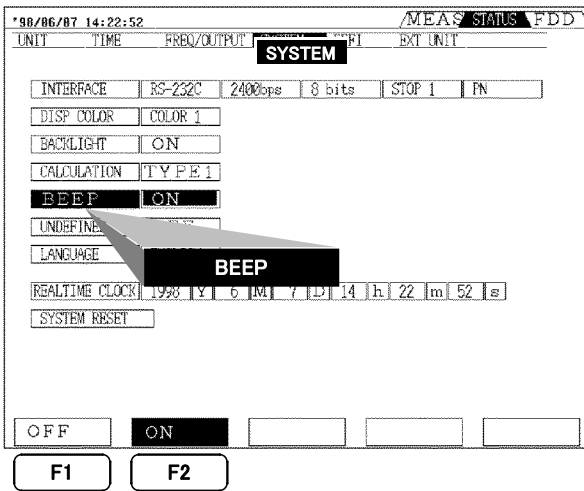 '98/06/07 14:22:52 MEAS STATUS FDD
UNIT TIME FREQ/OUTPUT EXT UNIT
SYSTEM
INTERFACE RS-232C 2400bps 8 bits STOP 1 PN
DISP COLOR COLOR 1
BACKLIGHT ON
CALCULATION TYPE1
BEEP ON
LANGUAGE
BEEP
REALTIME CLOCK 1998 Y 6 M 7 D 14 h 22 m 52 s
SYSTEM RESET
OFF ON
F1 F2